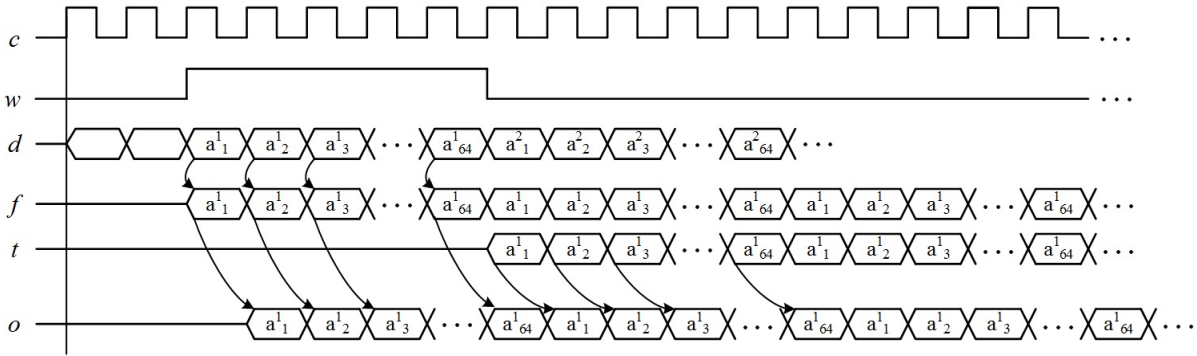 c ...
w ...
d a¹₁ a¹₂ a¹₃ ... a¹₆₄ a²₁ a²₂ a²₃ ... a²₆₄ ...
f a¹₁ a¹₂ a¹₃ ... a¹₆₄ a¹₁ a¹₂ a¹₃ ... a¹₆₄ a¹₁ a¹₂ a¹₃ ... a¹₆₄ ...
t a¹₁ a¹₂ a¹₃ ... a¹₆₄ a¹₁ a¹₂ a¹₃ ... a¹₆₄ ...
o a¹₁ a¹₂ a¹₃ ... a¹₆₄ a¹₁ a¹₂ a¹₃ ... a¹₆₄ a¹₁ a¹₂ a¹₃ ... a¹₆₄ ...